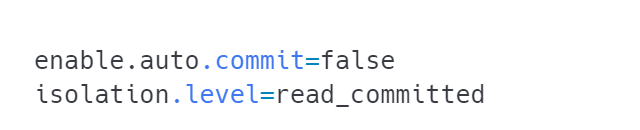 enable.auto.commit=false
isolation.level=read_committed